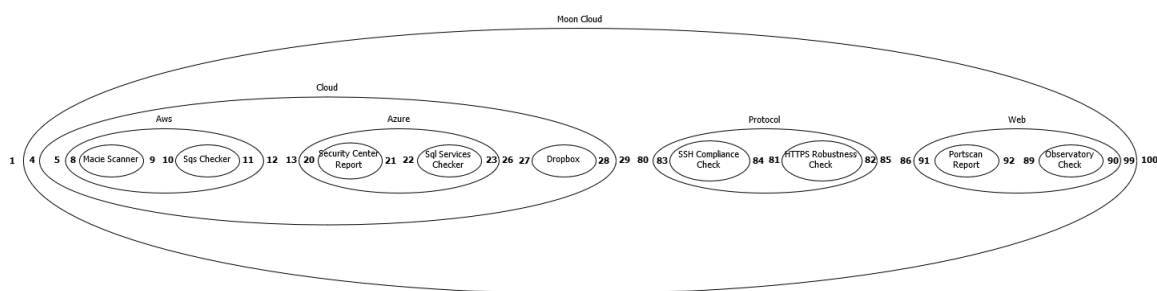 Moon Cloud
Cloud
Aws
Azure
Protocol
Web
1 4 5 8 Macie Scanner 9 10 Sqs Checker 11 12 13 20 Security Center Report 21 22 Sql Services Checker 23 26 27 Dropbox 28 29 80 83 SSH Compliance Check 84 81 HTTPS Robustness Check 82 85 86 91 Portscan Report 92 89 Observatory Check 90 99 100